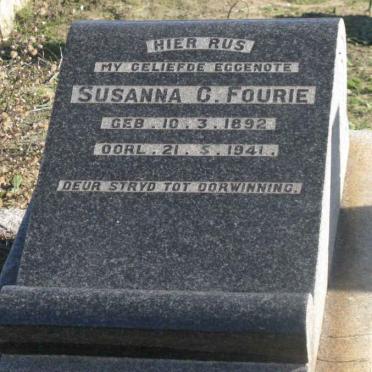 HIER RUS
MY GELIEFDE EGGENOTE
SUSANNA C. FOURIE
GEB. 10. 3. 1892
OORL. 21. 5. 1941.
DEUR STRYD TOT OORWINNING.